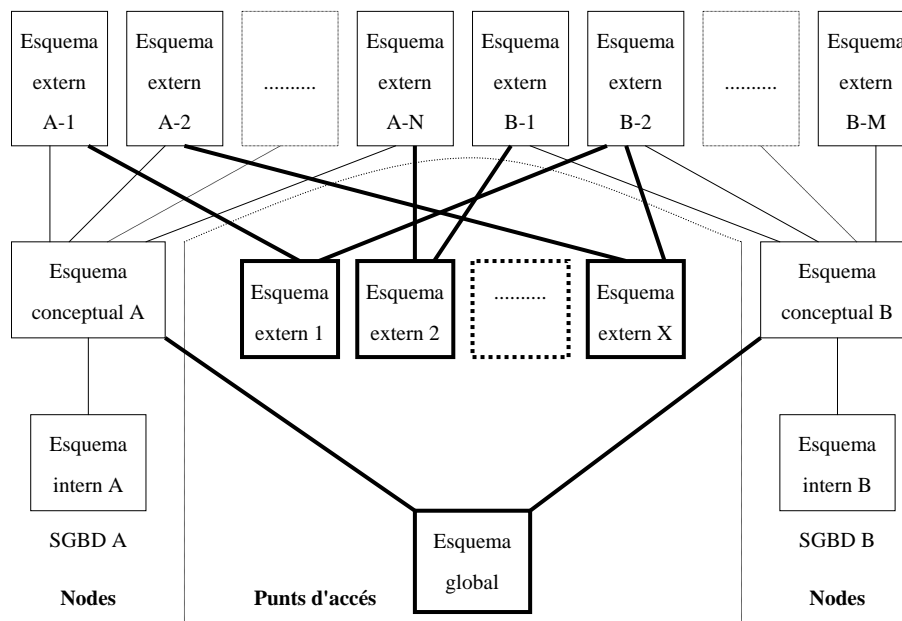 Esquema
extern
A-1
Esquema
extern
A-2
..........
Esquema
extern
A-N
Esquema
extern
B-1
Esquema
extern
B-2
..........
Esquema
extern
B-M
Esquema
conceptual A
Esquema
extern 1
Esquema
extern 2
..........
Esquema
extern X
Esquema
conceptual B
Esquema
intern A
Esquema
intern B
SGBD A
Esquema
global
SGBD B
Nodes
Punts d'accés
Nodes